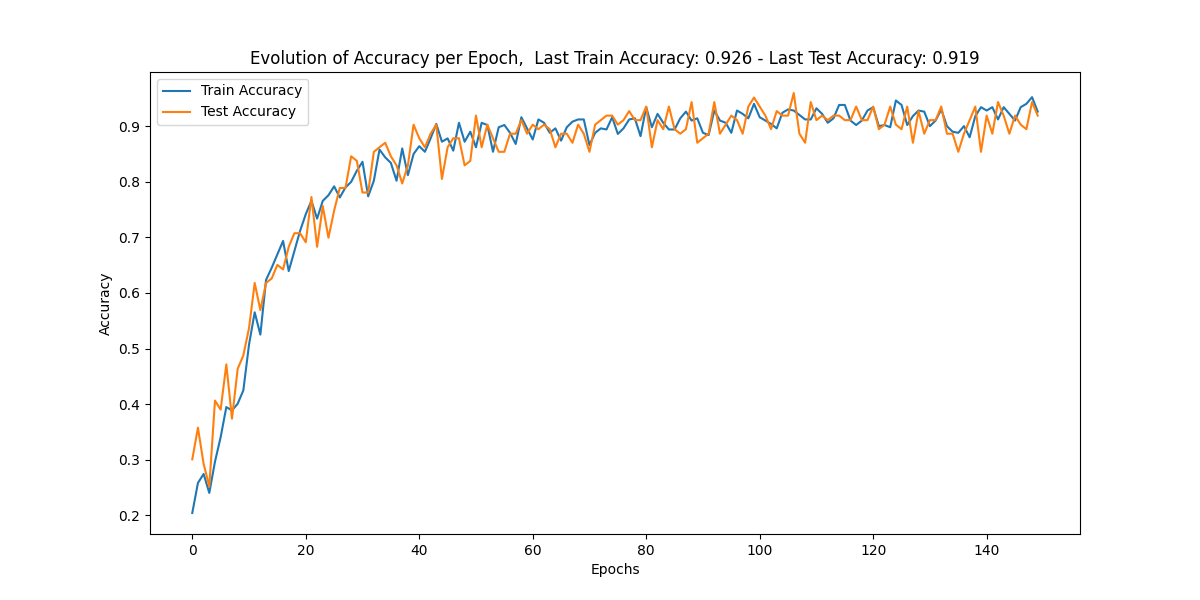 Evolution of Accuracy per Epoch,  Last Train Accuracy: 0.926 - Last Test Accuracy: 0.919
Train Accuracy
Test Accuracy
Accuracy
0.9
0.8
0.7
0.6
0.5
0.4
0.3
0.2
0 20 40 60 80 100 120 140
Epochs